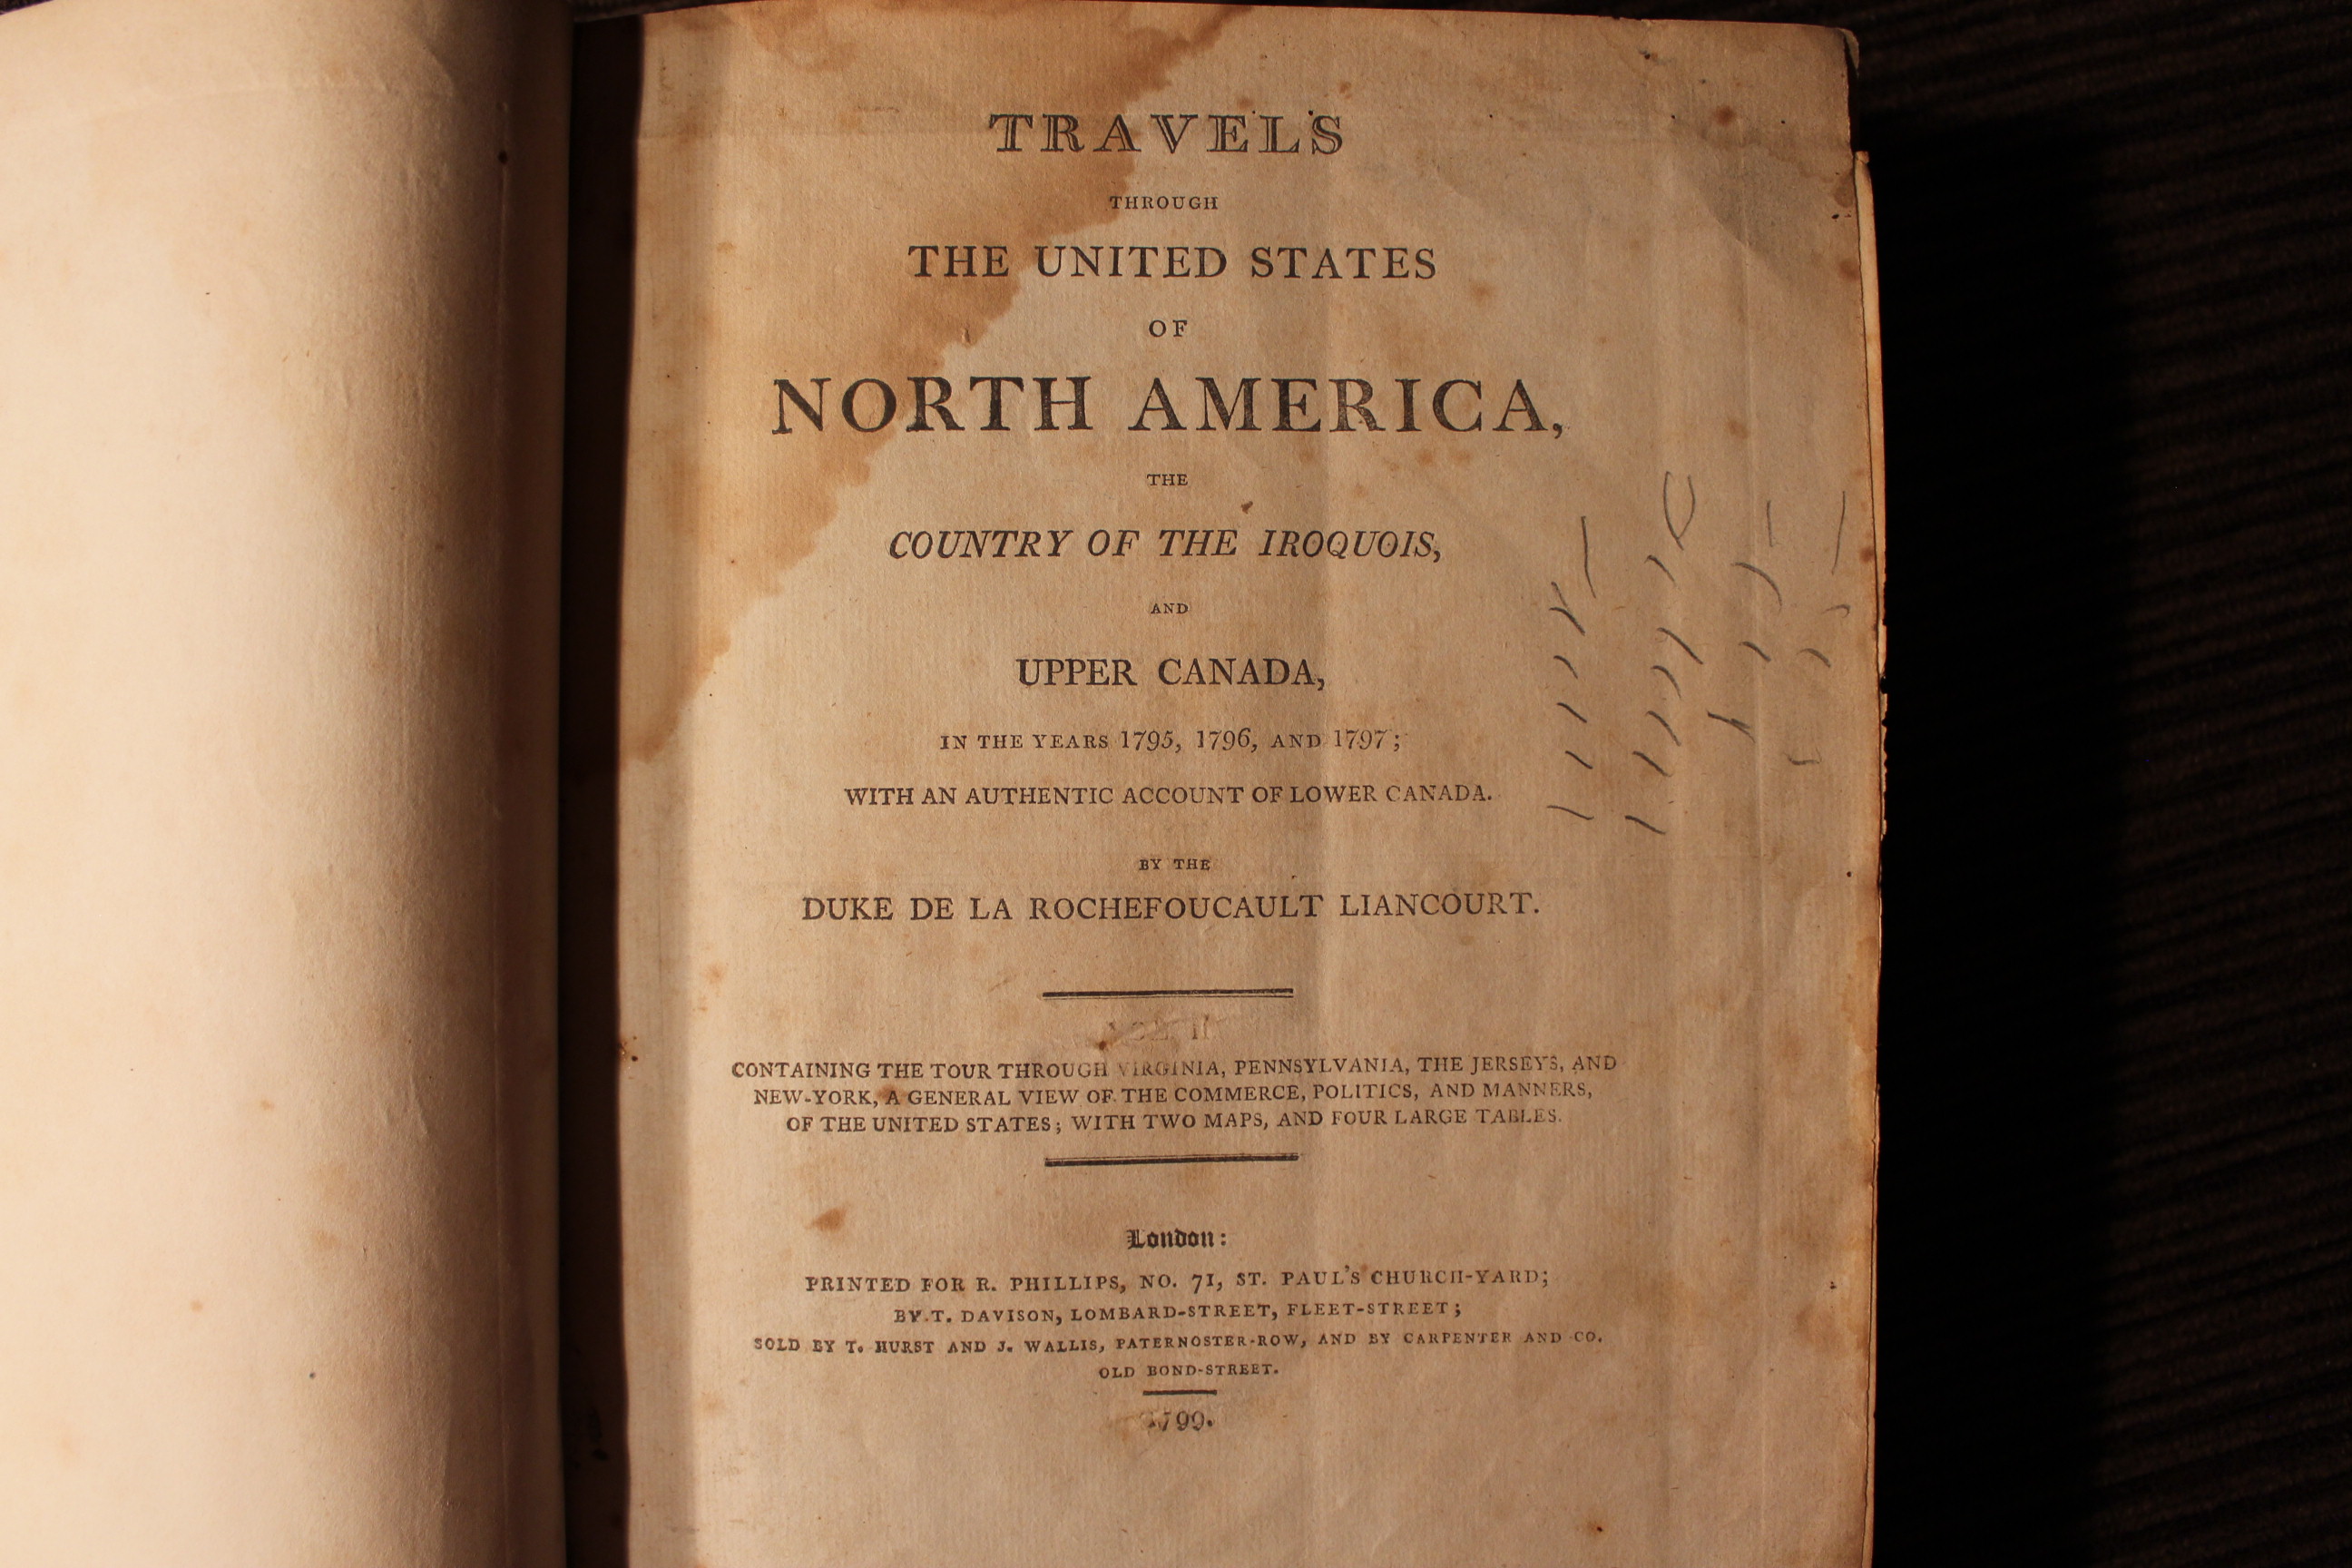 TRAVELS
THROUGH
THE UNITED STATES
OF
NORTH AMERICA,
THE
COUNTRY OF THE IROQUOIS,
AND
UPPER CANADA,
IN THE YEARS 1795, 1796, AND 1797;
WITH AN AUTHENTIC ACCOUNT OF LOWER CANADA.
BY THE
DUKE DE LA ROCHEFOUCAULT LIANCOURT.
CONTAINING THE TOUR THROUGH VIRGINIA, PENNSYLVANIA, THE JERSEYS, AND
NEW-YORK, A GENERAL VIEW OF THE COMMERCE, POLITICS, AND MANNERS,
OF THE UNITED STATES; WITH TWO MAPS, AND FOUR LARGE TABLES.
London:
PRINTED FOR R. PHILLIPS, NO. 71, ST. PAUL'S CHURCH-YARD;
BY T. DAVISON, LOMBARD-STREET, FLEET-STREET;
SOLD BY T. HURST AND J. WALLIS, PATERNOSTER-ROW, AND BY CARPENTER AND CO.
OLD BOND-STREET.
1799.